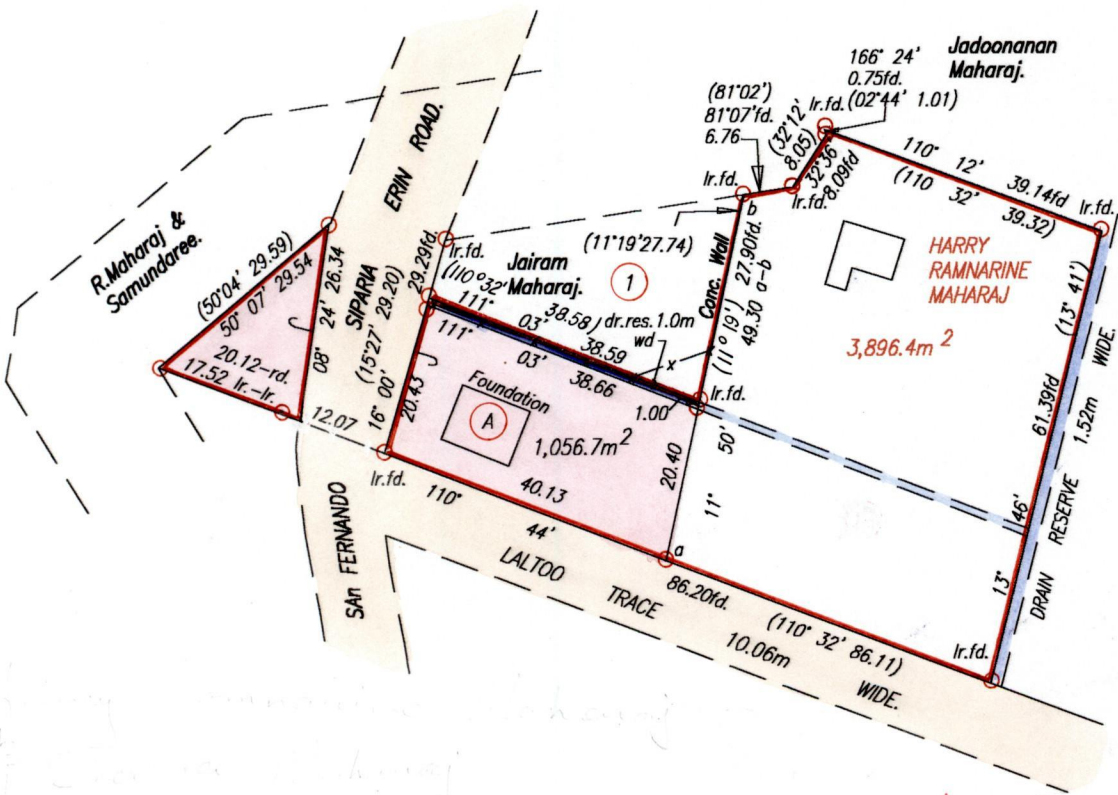 166° 24'
0.75fd.
(02°44' 1.01)
Jadoonanan
Maharaj.
(81°02')
81°07'fd.
6.76
Ir.fd.
(32°12'
8.05)
32°36'
8.09fd
110° 12'
39.14fd
(110 32'
39.32)
Ir.fd.
Ir.fd.
Ir.fd.
b
ERIN ROAD.
SIPARIA
R.Maharaj &
Samundaree.
(50°04' 29.59)
50° 07' 29.54
08° 24' 26.34
20.12-rd.
17.52 Ir.-Ir.
12.07
29.29fd.
(15°27' 29.20)
Ir.fd.
(110°32'
Jairam
Maharaj.
(11°19'27.74)
1
Conc. Wall
27.90fd.
(11° 19') 49.30 a-b
HARRY
RAMNARINE
MAHARAJ
3,896.4m²
(13° 41')
61.39fd
46'
13°
DRAIN RESERVE 1.52m WIDE.
111° 03' 38.58
38.59
dr.res.1.0m
wd
x
111° 03' 38.66
1.00
Ir.fd.
16° 00'
20.43
Foundation
A
1,056.7m²
20.40
11° 50'
Ir.fd.
110° 44'
40.13
a
SAn FERNANDO
LALTOO TRACE
10.06m WIDE.
86.20fd.
(110° 32' 86.11)
Ir.fd.